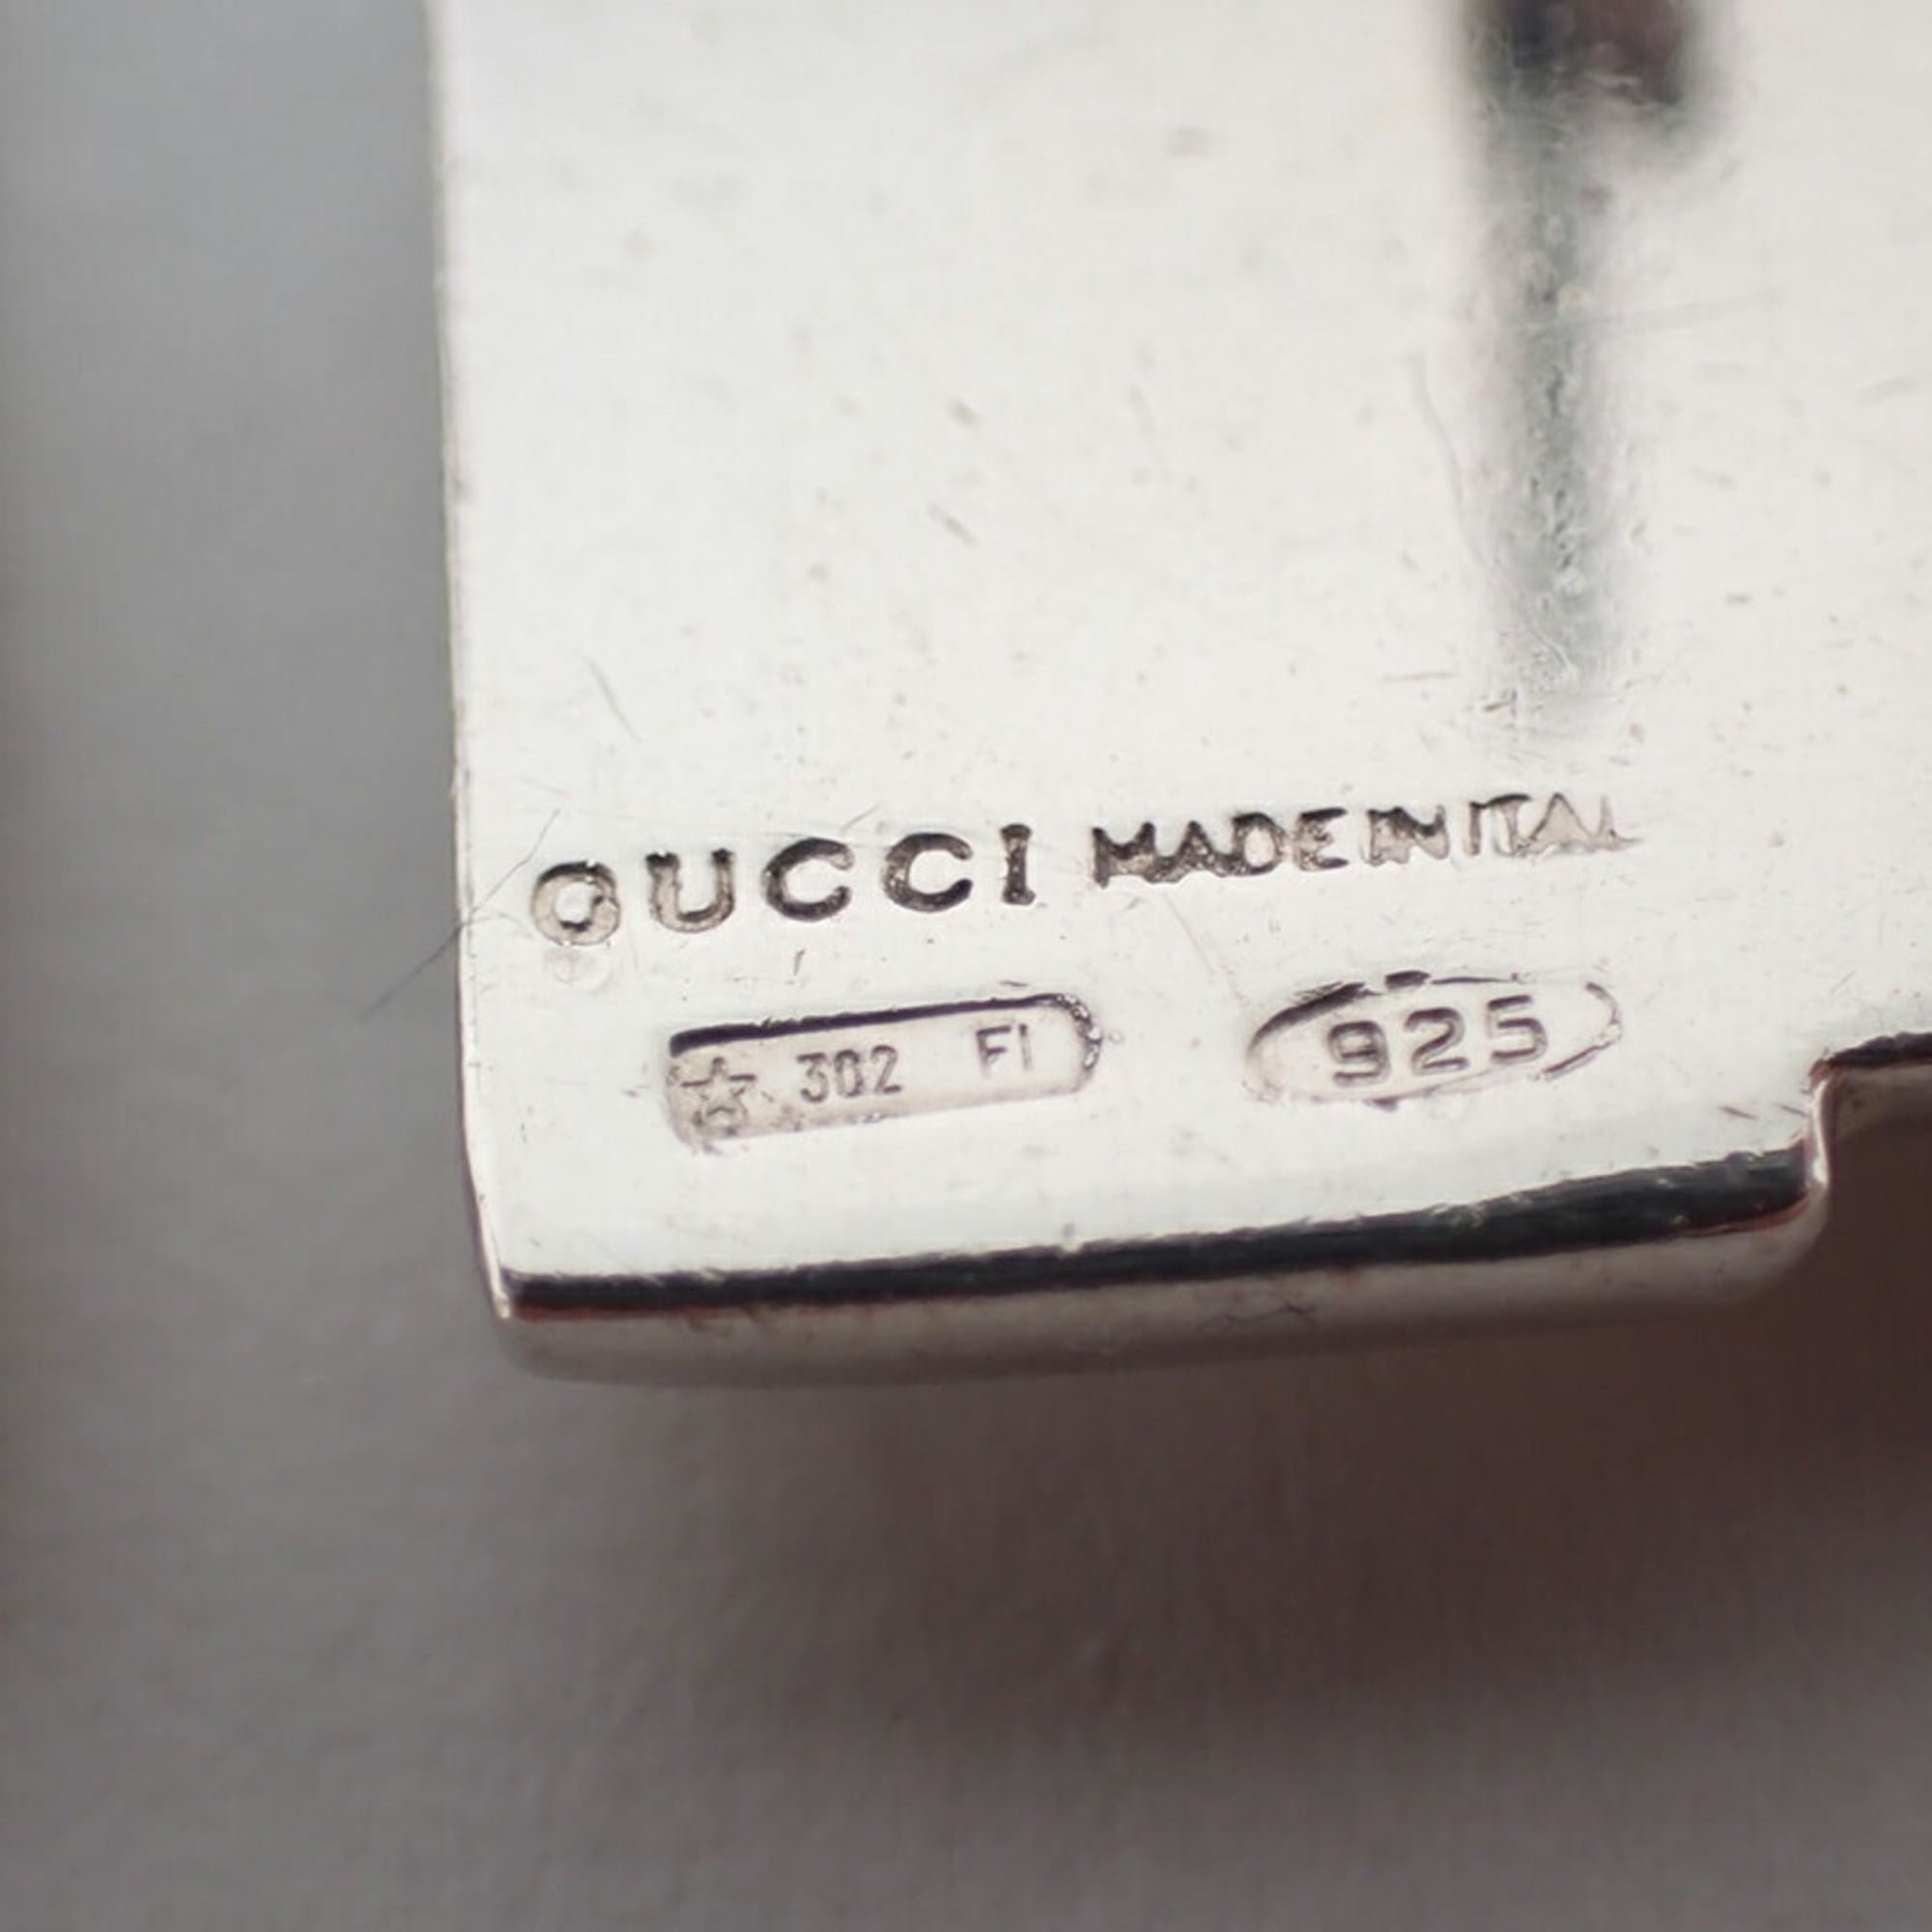 GUCCI MADE IN ITAL
☆ 302 FI 925